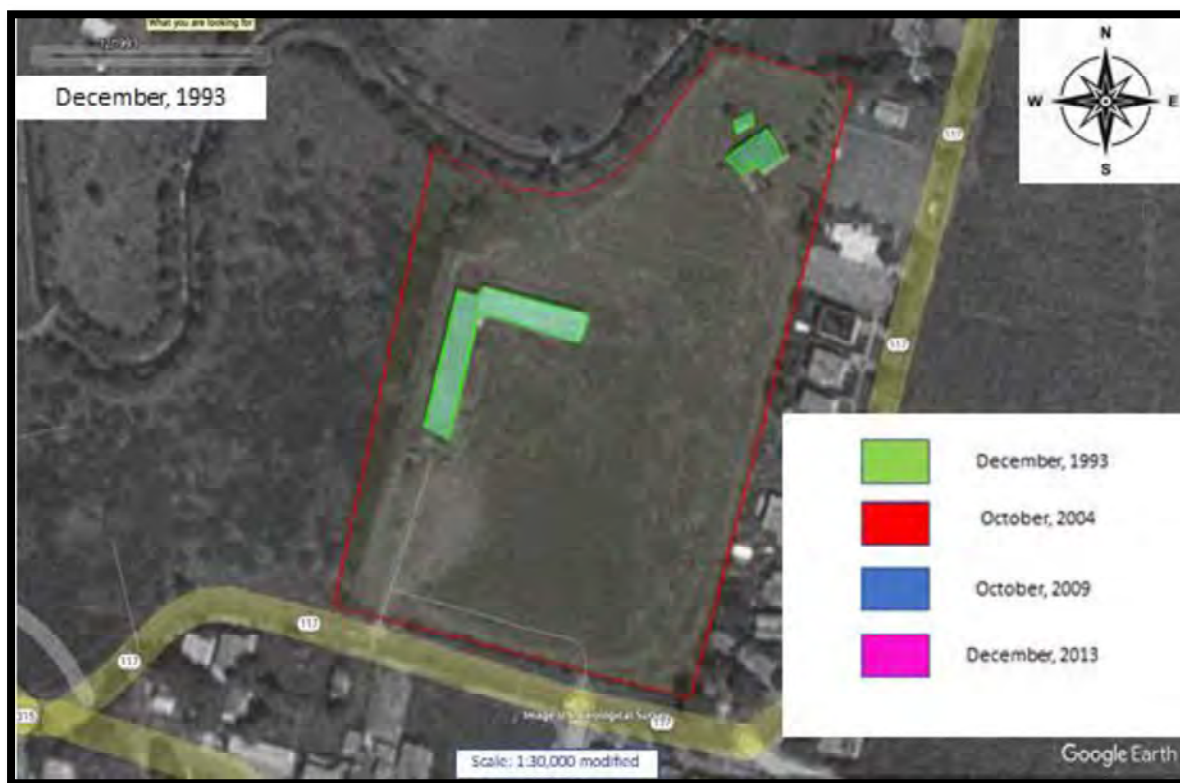 What you are looking for
December, 1993
N
W
E
S
117
117
117
117
117
315
December, 1993
October, 2004
October, 2009
December, 2013
Scale: 1:30,000 modified
Google Earth